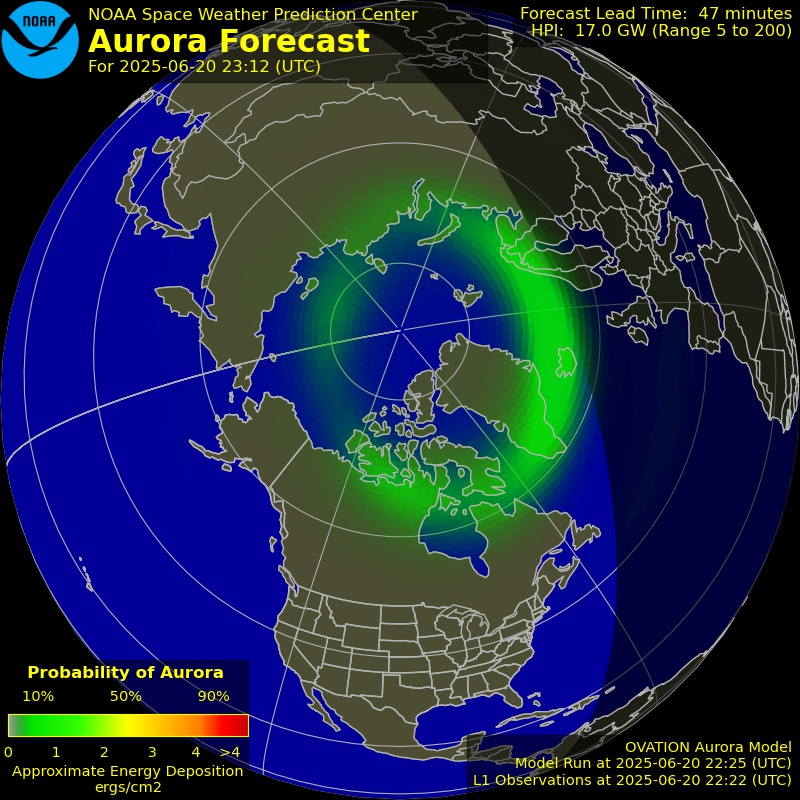 NOAA
NOAA Space Weather Prediction Center
Aurora Forecast
For 2025-06-20 23:12 (UTC)
Forecast Lead Time: 47 minutes
HPI: 17.0 GW (Range 5 to 200)
Probability of Aurora
10% 50% 90%
0 1 2 3 4 >4
Approximate Energy Deposition
ergs/cm2
OVATION Aurora Model
Model Run at 2025-06-20 22:25 (UTC)
L1 Observations at 2025-06-20 22:22 (UTC)